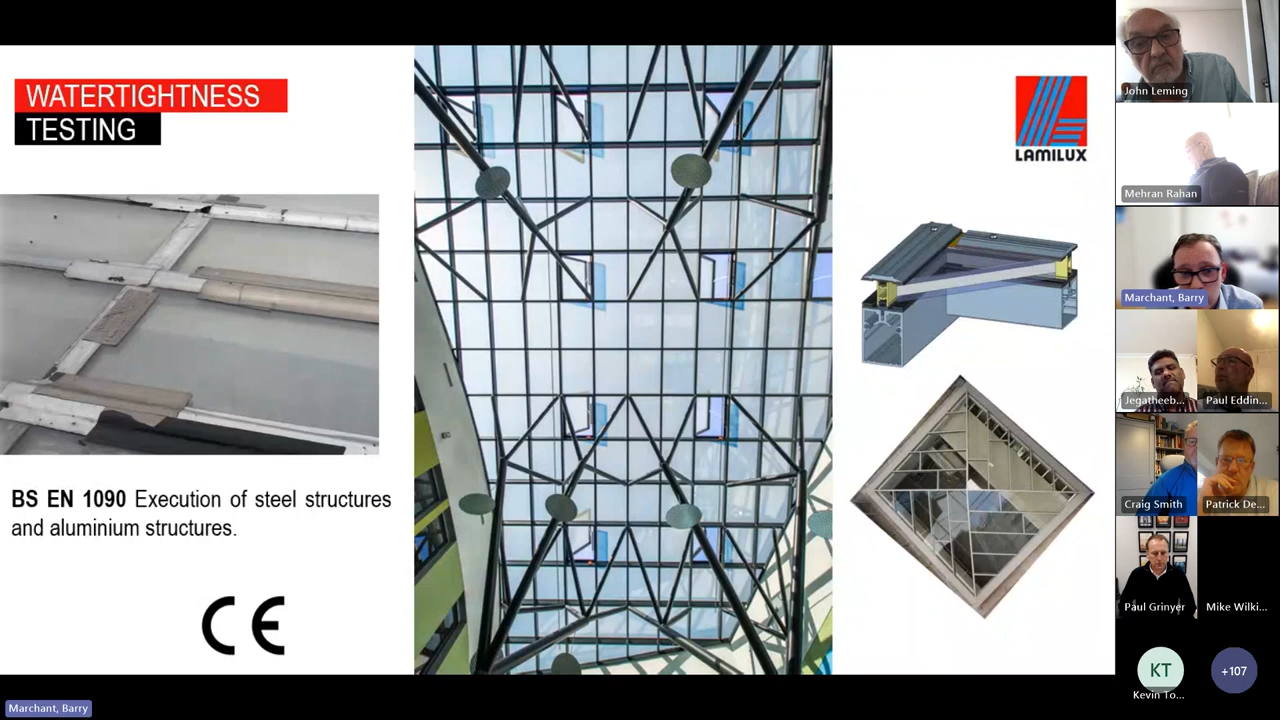 WATERTIGHTNESS
TESTING
BS EN 1090 Execution of steel structures
and aluminium structures.
CE
LAMILUX
John Leming
Mehran Rahan
Marchant, Barry
Jegatheeb...
Paul Eddin...
Craig Smith
Patrick De...
Paul Grinyer
Mike Wilki...
KT
Kevin To...
+107
Marchant, Barry